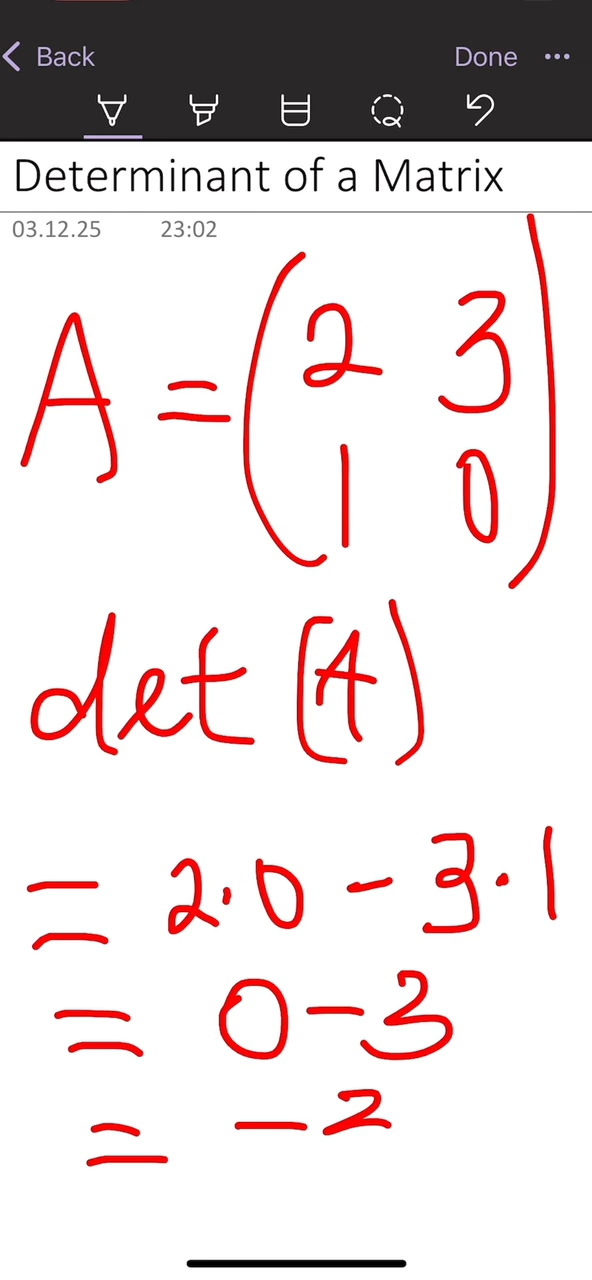 Back Done ...
Determinant of a Matrix
03.12.25 23:02
A = (2 3
1 0)
det (A)
= 2.0 - 3.1
= 0 - 3
= - 2